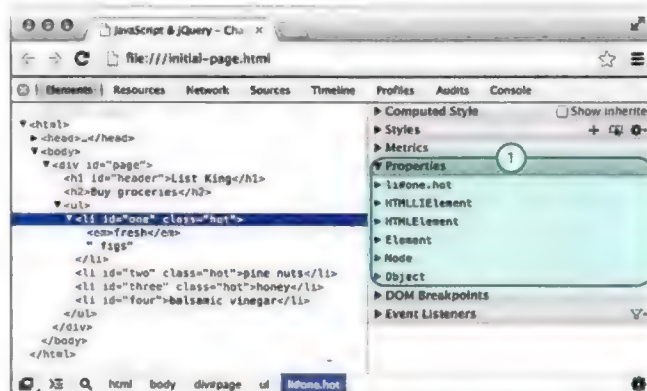 JavaScript & jQuery – Cha ×
file:///initial-page.html
Elements Resources Network Sources Timeline Profiles Audits Console
▼<html>
▶<head>…</head>
▼<body>
▼<div id="page">
<h1 id="header">List King</h1>
<h2>Buy groceries</h2>
▼<ul>
▼<li id="one" class="hot">
<em>fresh</em>
" figs"
</li>
<li id="two" class="hot">pine nuts</li>
<li id="three" class="hot">honey</li>
<li id="four">balsamic vinegar</li>
</ul>
</div>
</body>
</html>
▶ Computed Style Show inherite
▶ Styles
▶ Metrics
▼ Properties
1
▶ li#one.hot
▶ HTMLLIElement
▶ HTMLElement
▶ Element
▶ Node
▶ Object
▶ DOM Breakpoints
▶ Event Listeners
html body div#page ul li#one.hot